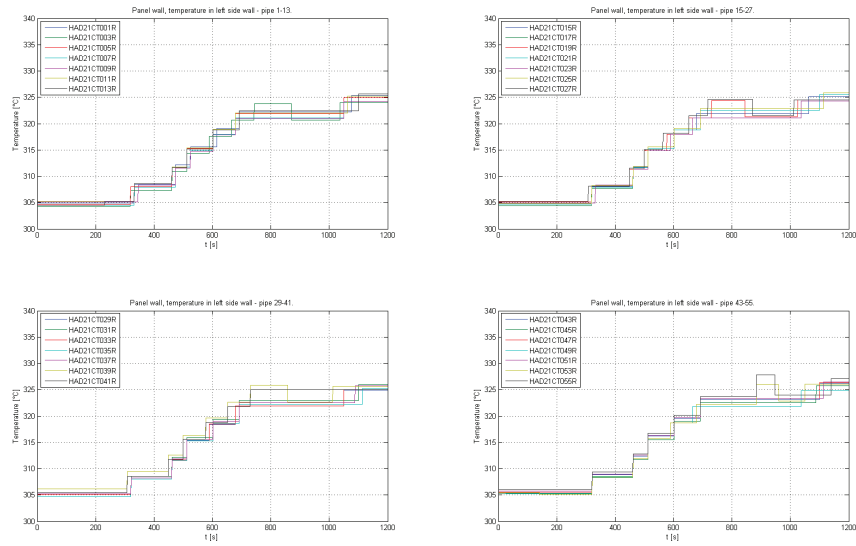 Panel wall, temperature in left side wall - pipe 1-13.
340
335
330
325
320
315
310
305
300
Temperature [°C]
HAD21CT001R
HAD21CT003R
HAD21CT005R
HAD21CT007R
HAD21CT009R
HAD21CT011R
HAD21CT013R
0 200 400 600 800 1000 1200
t [s]
Panel wall, temperature in left side wall - pipe 15-27.
340
335
330
325
320
315
310
305
300
Temperature [°C]
HAD21CT015R
HAD21CT017R
HAD21CT019R
HAD21CT021R
HAD21CT023R
HAD21CT025R
HAD21CT027R
0 200 400 600 800 1000 1200
t [s]
Panel wall, temperature in left side wall - pipe 29-41.
340
335
330
325
320
315
310
305
300
Temperature [°C]
HAD21CT029R
HAD21CT031R
HAD21CT033R
HAD21CT035R
HAD21CT037R
HAD21CT039R
HAD21CT041R
0 200 400 600 800 1000 1200
t [s]
Panel wall, temperature in left side wall - pipe 43-55.
340
335
330
325
320
315
310
305
300
Temperature [°C]
HAD21CT043R
HAD21CT045R
HAD21CT047R
HAD21CT049R
HAD21CT051R
HAD21CT053R
HAD21CT055R
0 200 400 600 800 1000 1200
t [s]